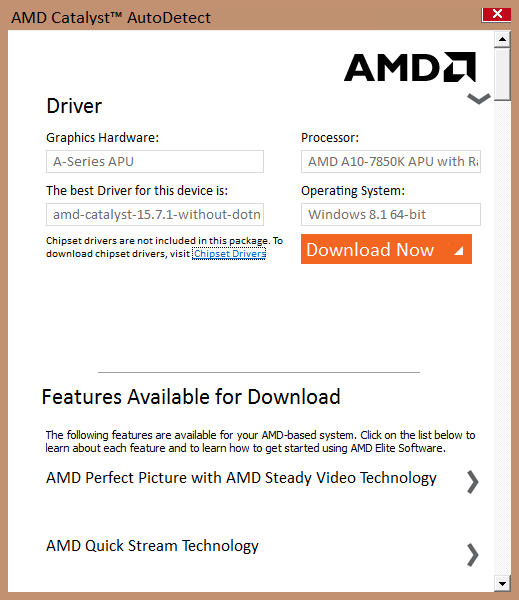 AMD Catalyst™ AutoDetect
AMD
Driver
Graphics Hardware:
Processor:
A-Series APU
AMD A10-7850K APU with Ra
The best Driver for this device is:
Operating System:
amd-catalyst-15.7.1-without-dotn
Windows 8.1 64-bit
Chipset drivers are not included in this package. To
download chipset drivers, visit Chipset Drivers
Download Now
Features Available for Download
The following features are available for your AMD-based system. Click on the list below to
learn about each feature and to learn how to get started using AMD Elite Software.
AMD Perfect Picture with AMD Steady Video Technology
AMD Quick Stream Technology